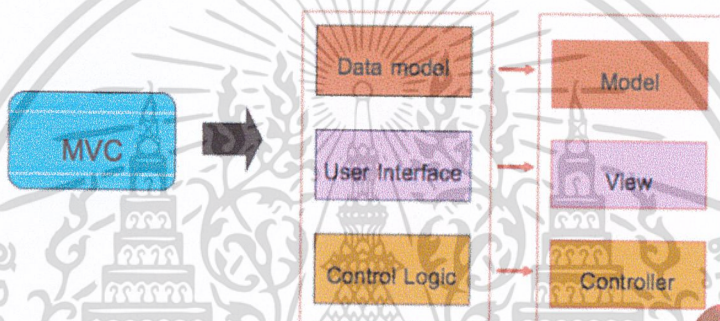 MVC
Data model
Model
User Interface
View
Control Logic
Controller